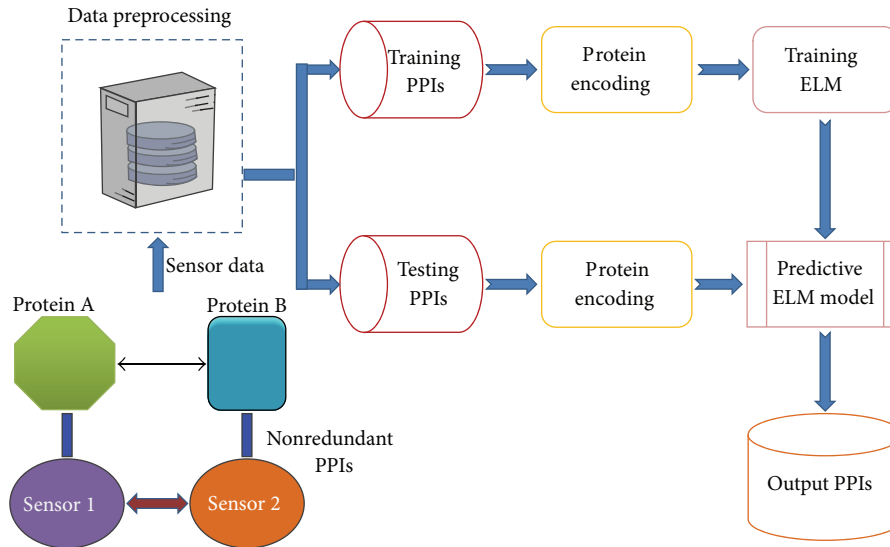 Data preprocessing
Training
PPIs
Protein
encoding
Training
ELM
Sensor data
Testing
PPIs
Protein
encoding
Predictive
ELM model
Protein A
Protein B
Nonredundant
PPIs
Sensor 1
Sensor 2
Output PPIs